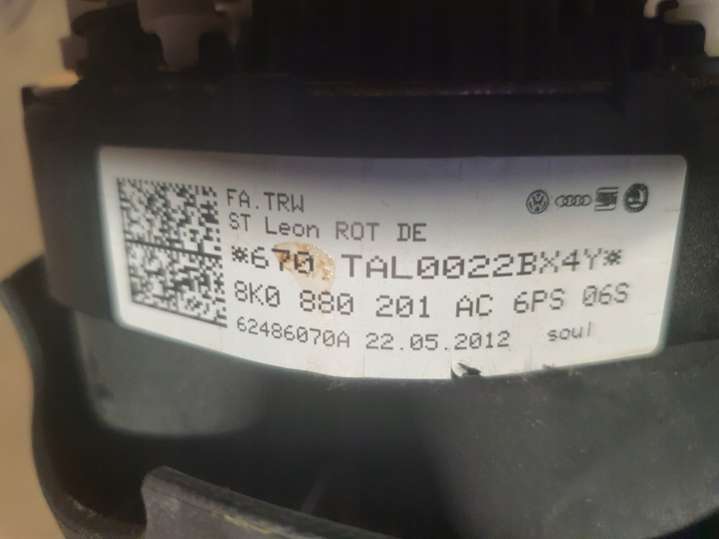 FA.TRW
ST Leon ROT DE
*670 TAL0022BX4Y*
8K0 880 201 AC 6PS 06S
62486070A 22.05.2012 soul